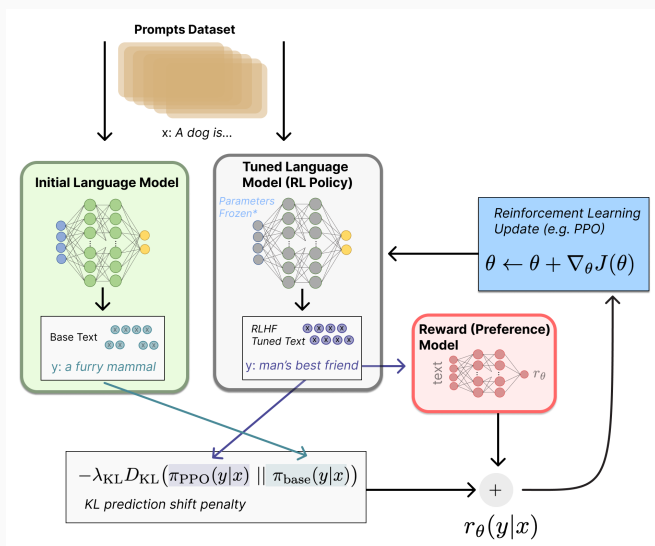 Prompts Dataset
x: A dog is...
Initial Language Model
Tuned Language
Model (RL Policy)
Parameters
Frozen*
Reinforcement Learning
Update (e.g. PPO)
θ ← θ + ∇θJ(θ)
Base Text
x x x x
x x x x
y: a furry mammal
RLHF
Tuned Text
x x x x
x x x x
y: man's best friend
Reward (Preference)
Model
text
rθ
−λKL DKL(πPPO(y|x) || πbase(y|x))
KL prediction shift penalty
+
rθ(y|x)